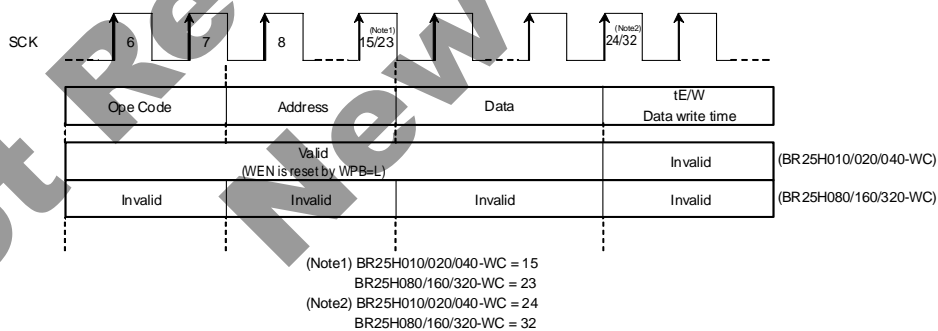 SCK
6
7
8
(Note1)
15/23
(Note2)
24/32
Ope Code
Address
Data
tE/W
Data write time
Valid
(WEN is reset by WPB=L)
Invalid
(BR25H010/020/040-WC)
Invalid
Invalid
Invalid
Invalid
(BR25H080/160/320-WC)
(Note1) BR25H010/020/040-WC = 15
BR25H080/160/320-WC = 23
(Note2) BR25H010/020/040-WC = 24
BR25H080/160/320-WC = 32
New